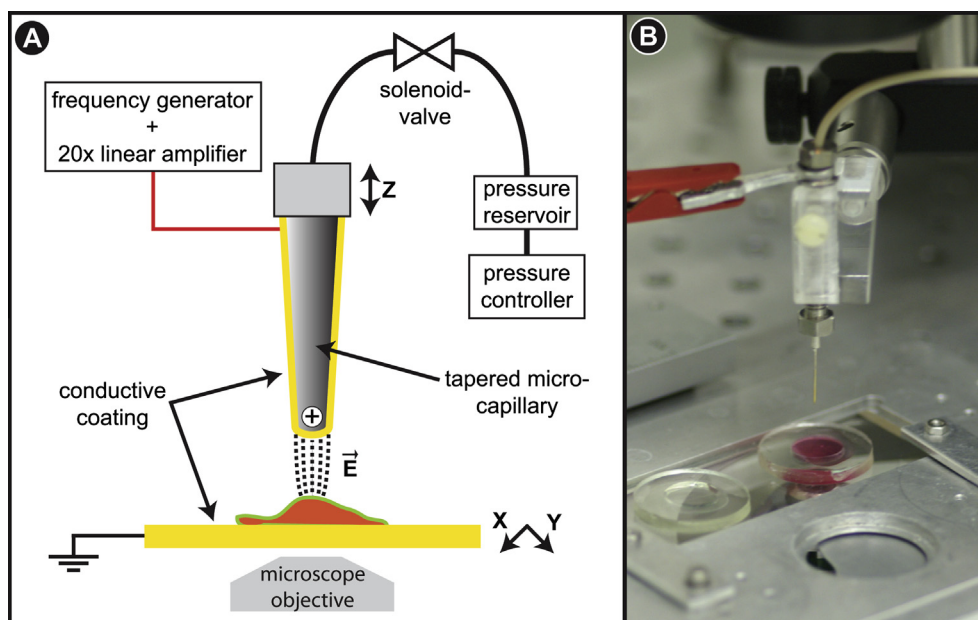 A
frequency generator
+
20x linear amplifier
solenoid-
valve
Z
pressure
reservoir
pressure
controller
conductive
coating
tapered micro-
capillary
+
E
X
Y
microscope
objective
B